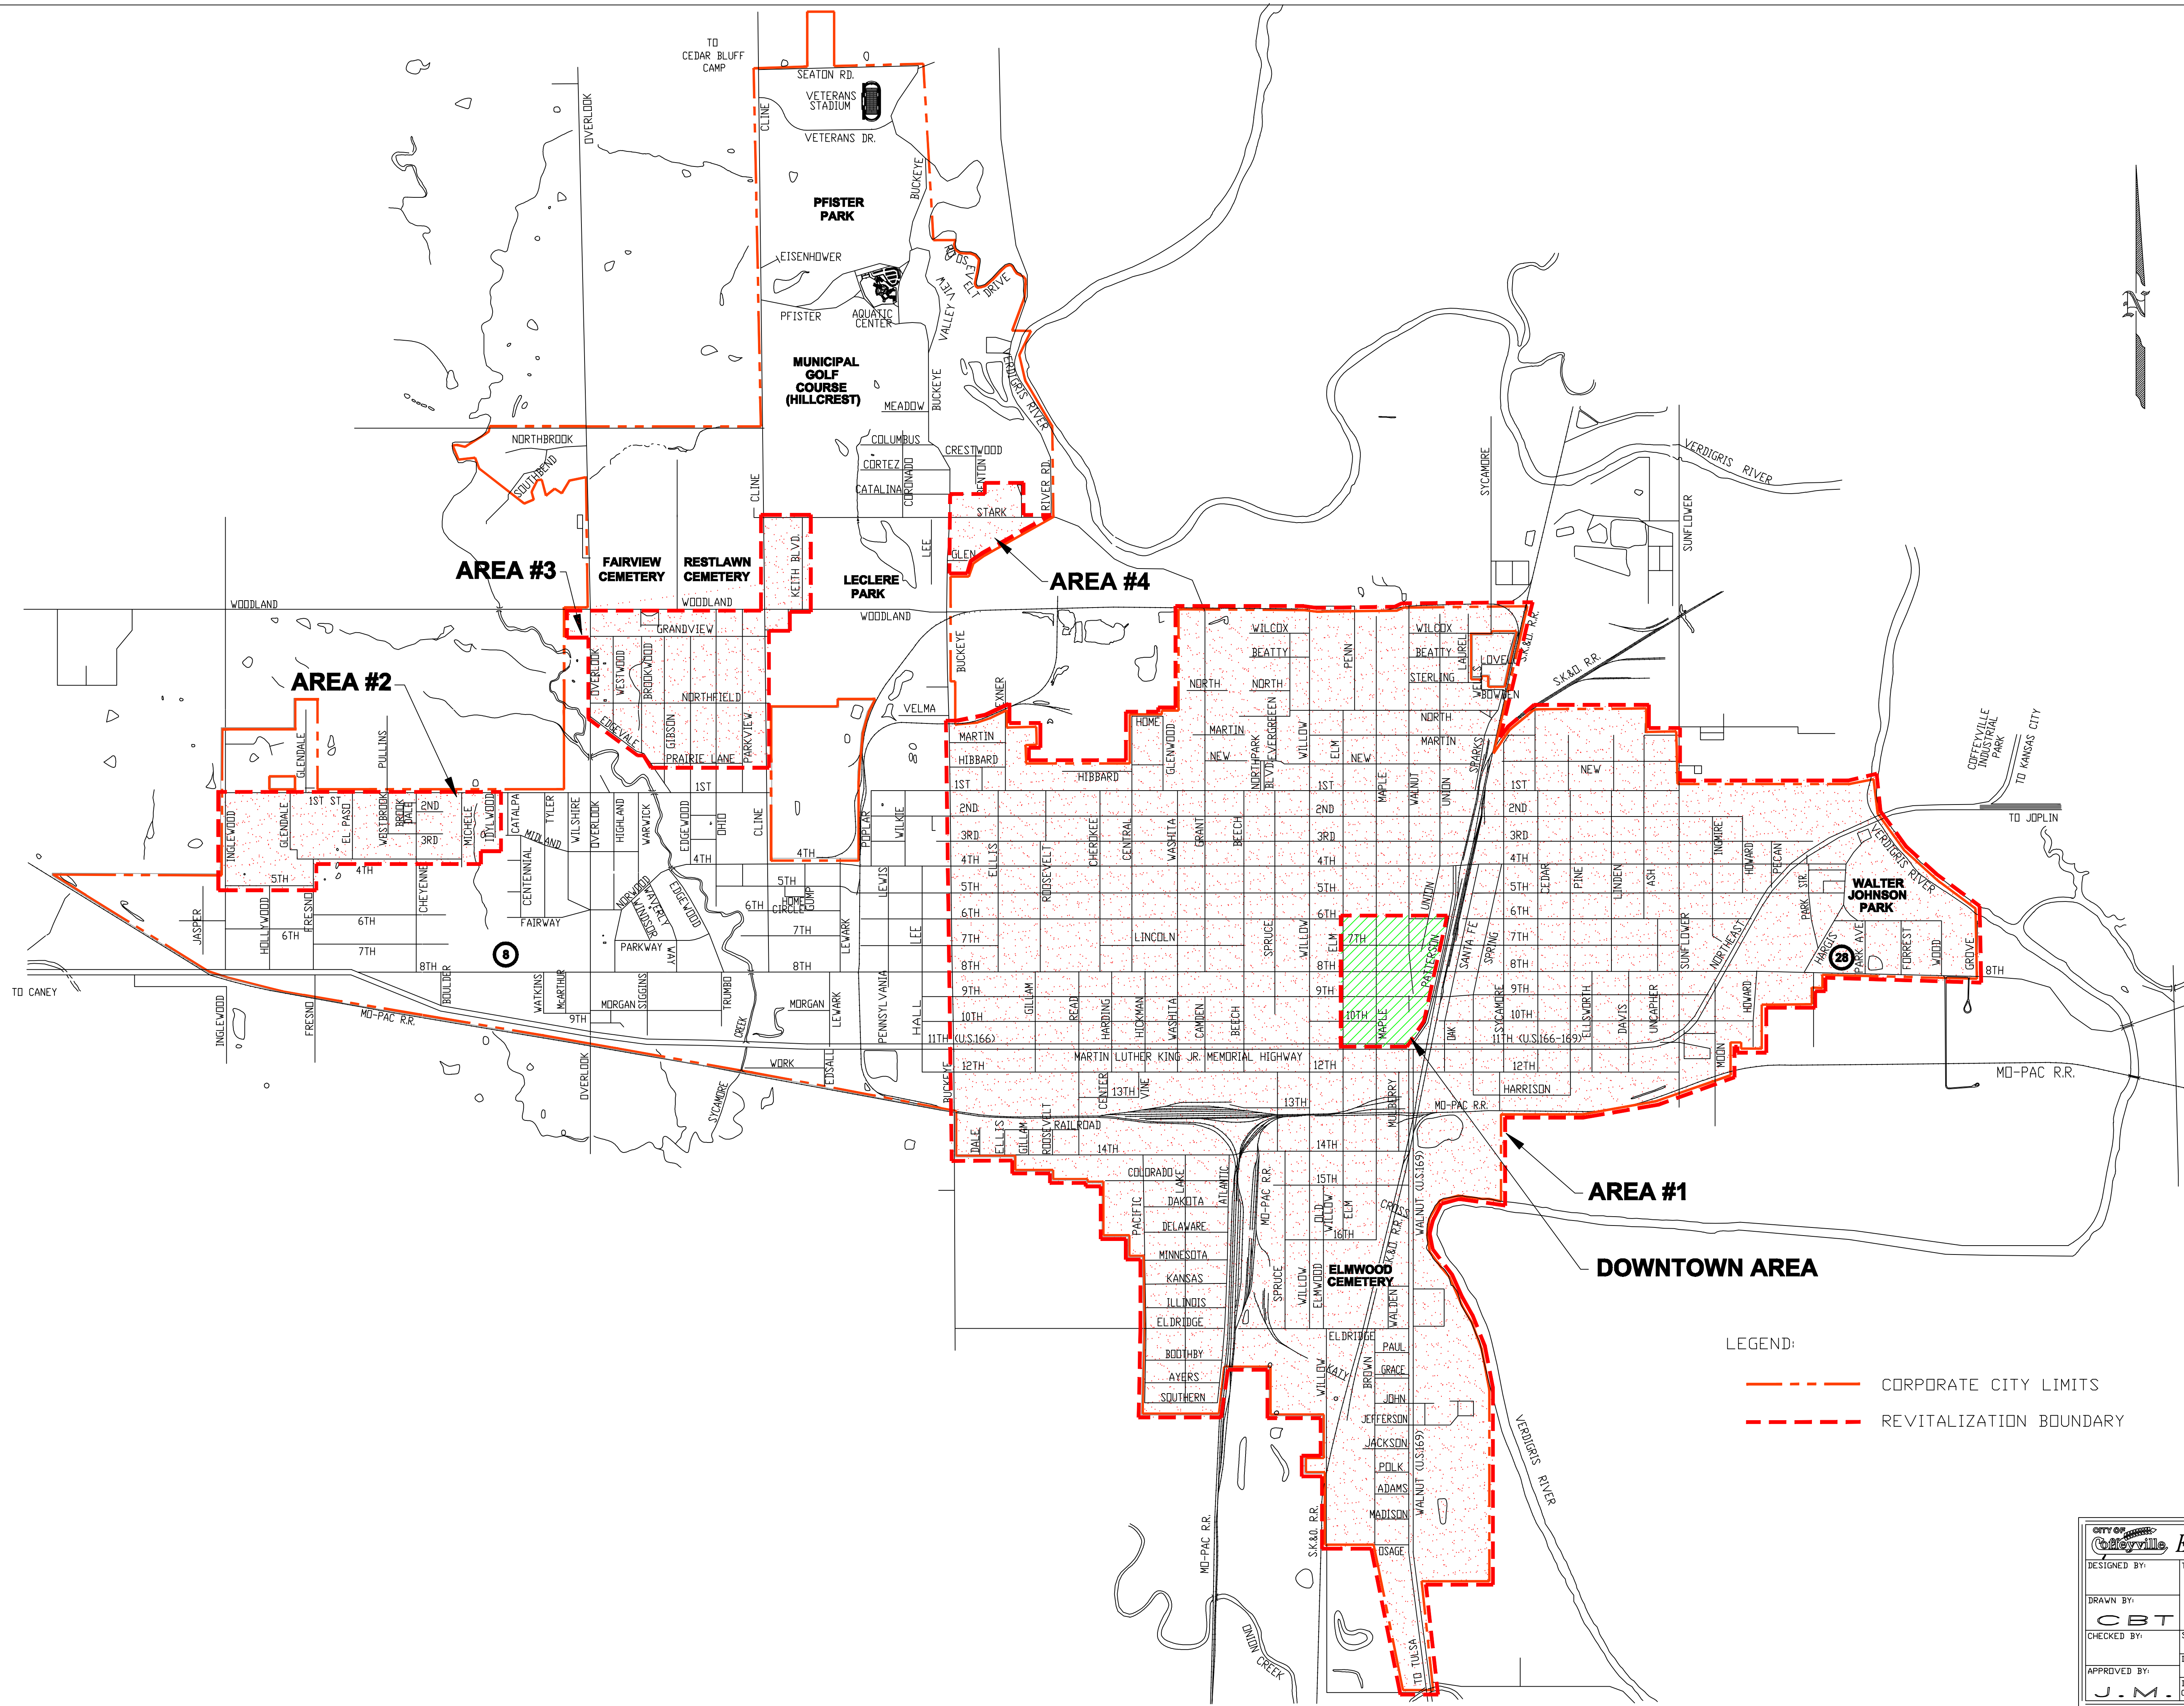 TO
CEDAR BLUFF
CAMP
SEATON RD.
VETERANS
STADIUM
VETERANS DR.
OVERLOOK
CLINE
BUCKEYE
PFISTER
PARK
EISENHOWER
ROOSEVELT DRIVE
PFISTER
AQUATIC
CENTER
VALLEY VIEW
N
MUNICIPAL
GOLF
COURSE
(HILLCREST)
MEADOW
BUCKEYE
VERDIGRIS RIVER
NORTHBROOK
SOUTHBEND
COLUMBUS
CORTEZ
CATALINA
CORONADO
CRESTWOOD
STARK
RIVER RD.
CLINE
SYCAMORE
VERDIGRIS RIVER
SUNFLOWER
AREA #3
FAIRVIEW
CEMETERY
RESTLAWN
CEMETERY
KEITH BLVD.
LECLERE
PARK
LEE
GLEN
AREA #4
WOODLAND
WOODLAND
WOODLAND
GRANDVIEW
OVERLOOK
WESTWOOD
BROOKWOOD
NORTHFIELD
GIBSON
PARKVIEW
EDGEVALE
PRAIRIE LANE
BUCKEYE
VELMA
WILCOX
BEATTY
PENN
WILCOX
BEATTY
LAUREL
STERLING
BOWDEN
S.K.&O. R.R.
S.K.&O. R.R.
NORTH
NORTH
NORTH
AREA #2
GLENDALE
PULLINS
MARTIN
HIBBARD
HIBBARD
HOME
GLENWOOD
MARTIN
NEW
NORTHPARK
BLVD.
EVERGREEEN
WILLOW
ELM
NEW
MARTIN
SPARKS
NEW
COFFEYVILLE
INDUSTRIAL
PARK
TO KANSAS CITY
TO JOPLIN
1ST ST
INGLEWOOD
GLENDALE
EL PASO
WESTBROOK
BROOK
DALE
2ND
3RD
MICHELE
IDYLWOOD
CATALPA
TYLER
MIDLAND
WILSHIRE
OVERLOOK
HIGHLAND
WARWICK
EDGEWOOD
OHIO
CLINE
1ST
4TH
4TH
POPLAR
WILKIE
1ST
2ND
3RD
4TH
5TH
6TH
7TH
8TH
9TH
10TH
11TH (U.S.166)
12TH
ELLIS
ROOSEVELT
CHEROKEE
CENTRAL
WASHITA
GRANT
BEECH
LINCOLN
SPRUCE
WILLOW
1ST
2ND
3RD
4TH
5TH
6TH
ELM
7TH
8TH
9TH
10TH
MAPLE
MAPLE
WALNUT
UNION
UNION
PATTERSON
SANTA FE
SPRING
1ST
2ND
3RD
4TH
5TH
6TH
7TH
8TH
9TH
10TH
11TH (U.S.166-169)
12TH
CEDAR
PINE
LINDEN
ASH
SUNFLOWER
NORTHEAST
INGMIRE
HOWARD
PECAN
PARK STR.
WALTER
JOHNSON
PARK
VERDIGRIS RIVER
HARGIS
28
PARK AVE
FORREST
WOOD
GROVE
8TH
5TH
4TH
CHEYENNE
CENTENNIAL
FAIRWAY
NORWOOD
WAVERLY
WINDSOR
EDGEWOOD
PARKWAY
WAY
5TH
6TH
HOME
CIRCLE
GUMP
7TH
8TH
LEWARK
LEWIS
LEE
JASPER
HOLLYWOOD
FRESNO
6TH
6TH
7TH
8TH
8
BOULDER
WATKINS
McARTHUR
9TH
MORGAN
SIGGINS
TRUMBO
CREEK
MORGAN
LEWARK
PENNSYLVANIA
HALL
TO CANEY
INGLEWOOD
FRESNO
MO-PAC R.R.
OVERLOOK
SYCAMORE
WORK
EDSALL
BUCKEYE
GILLAM
READ
HARDING
HICKMAN
WASHITA
CAMDEN
BEECH
MARTIN LUTHER KING JR. MEMORIAL HIGHWAY
12TH
CENTER
13TH
VINE
13TH
MULBERRY
MO-PAC R.R.
OAK
SYCAMORE
ELLSWORTH
DAVIS
UNCAPHER
HOWARD
MOON
HARRISON
MO-PAC R.R.
DALE
ELLIS
GILLAM
ROOSEVELT
RAILROAD
14TH
14TH
COLORADO
LAKE
ATLANTIC
PACIFIC
DAKOTA
DELAWARE
MINNESOTA
KANSAS
ILLINOIS
ELDRIDGE
BOOTHBY
AYERS
SOUTHERN
MO-PAC R.R.
15TH
OLD
WILLOW
ELM
16TH
CROSS
S.K.&O. R.R.
WALNUT (U.S.169)
AREA #1
DOWNTOWN AREA
SPRUCE
WILLOW
ELMWOOD
ELMWOOD
CEMETERY
WALDEN
ELDRIDGE
PAUL
GRACE
JOHN
JEFFERSON
JACKSON
POLK
ADAMS
MADISON
OSAGE
WILLOW
KATY
BROWN
WALNUT (U.S.169)
VERDIGRIS RIVER
S.K.&O. R.R.
MO-PAC R.R.
ONION CREEK
TO TULSA
LEGEND:
CORPORATE CITY LIMITS
REVITALIZATION BOUNDARY
CITY OF
Coffeyville
DESIGNED BY:
DRAWN BY:
CBT
CHECKED BY:
APPROVED BY:
J.M.